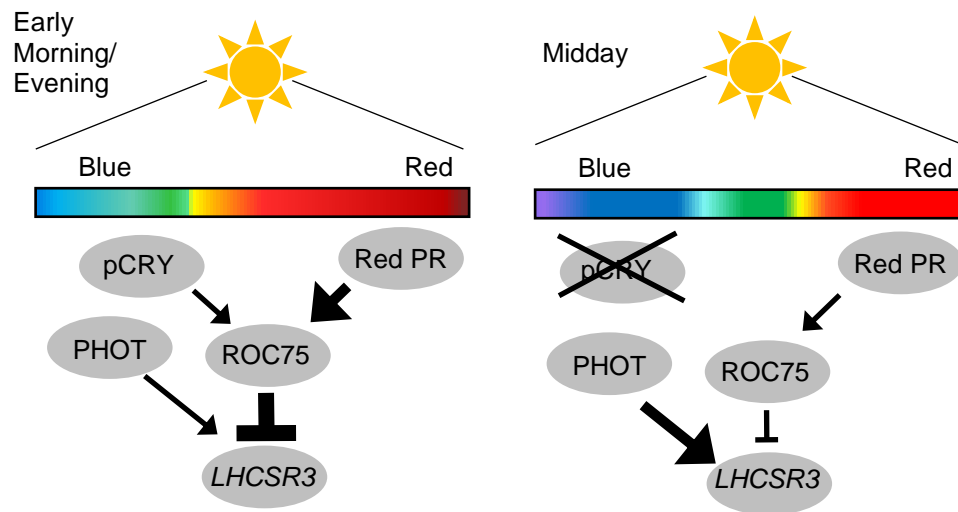 Early
Morning/
Evening
Blue
Red
pCRY
Red PR
PHOT
ROC75
LHCSR3
Midday
Blue
Red
pCRY
Red PR
PHOT
ROC75
LHCSR3